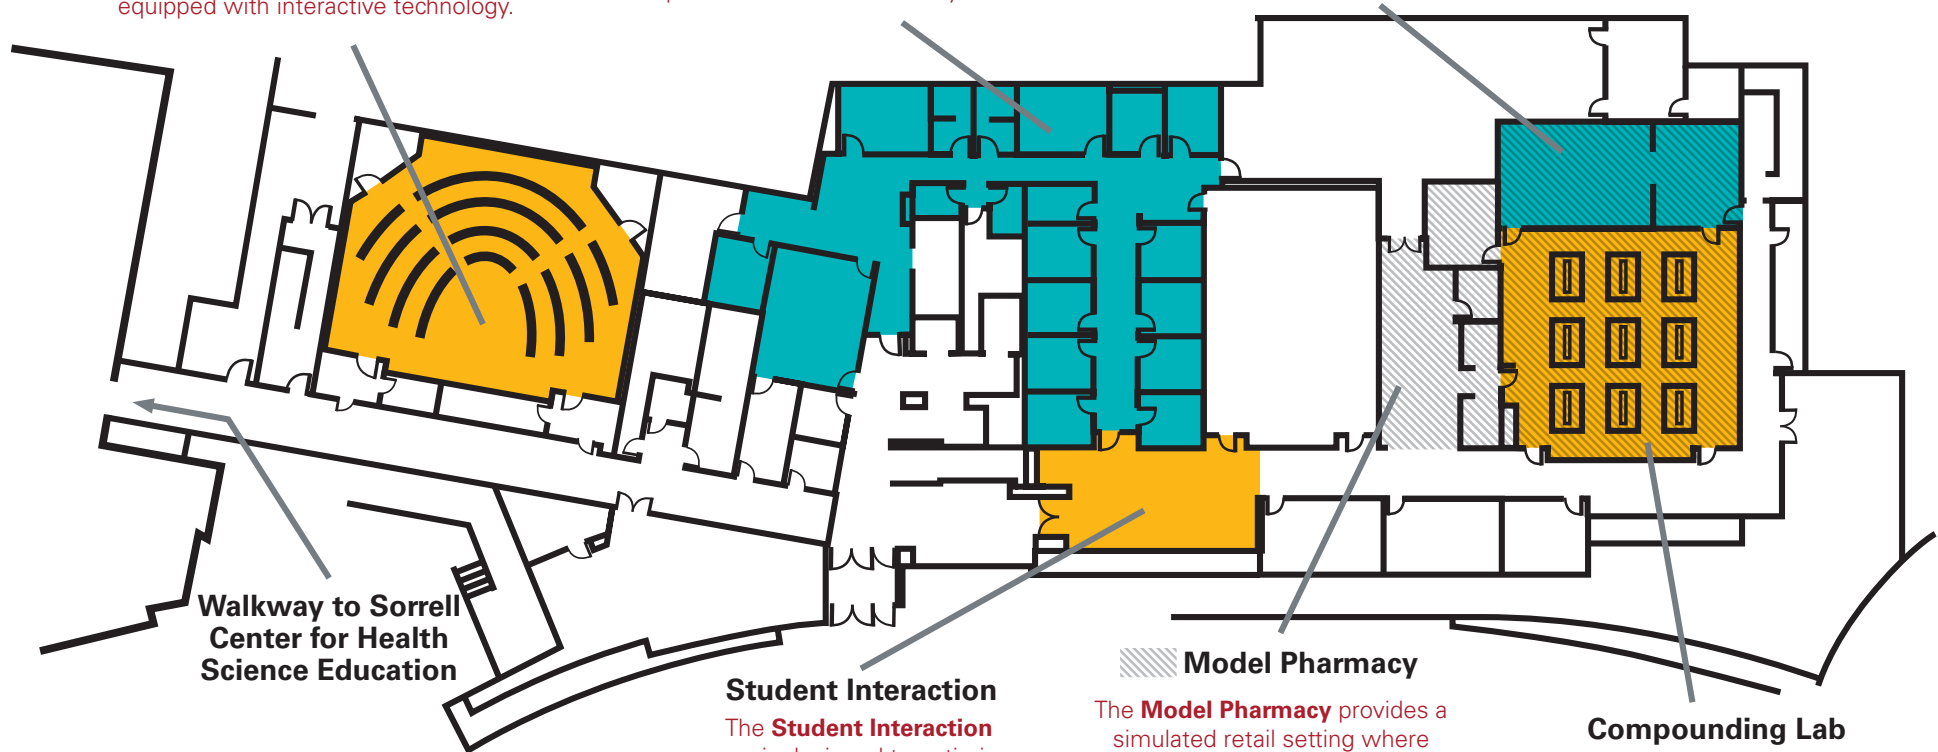 equipped with interactive technology.
Walkway to Sorrell
Center for Health
Science Education
Student Interaction
The Student Interaction
Model Pharmacy
The Model Pharmacy provides a
simulated retail setting where
Compounding Lab